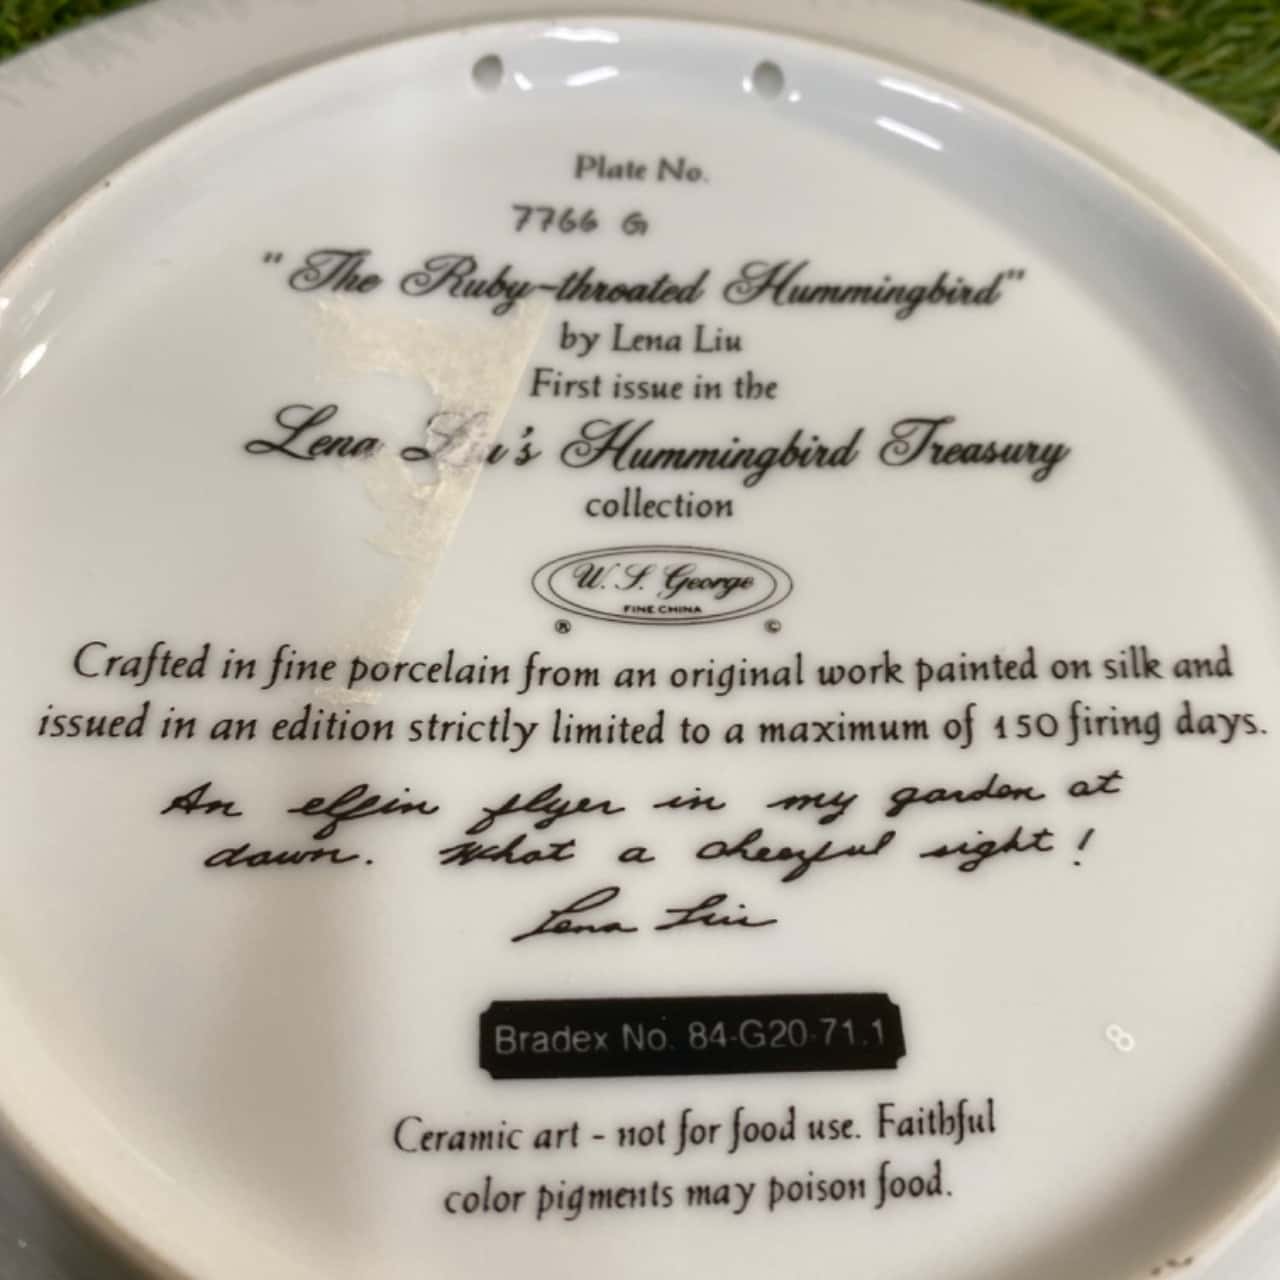 Plate No.
7766 G
"The Ruby-throated Hummingbird"
by Lena Liu
First issue in the
Lena Liu's Hummingbird Treasury
collection
W. S. George
FINE CHINA
® ©
Crafted in fine porcelain from an original work painted on silk and
issued in an edition strictly limited to a maximum of 150 firing days.
An elfin flyer in my garden at
dawn. What a cheerful sight!
Lena Liu
Bradex No. 84-G20-71.1
8
Ceramic art - not for food use. Faithful
color pigments may poison food.